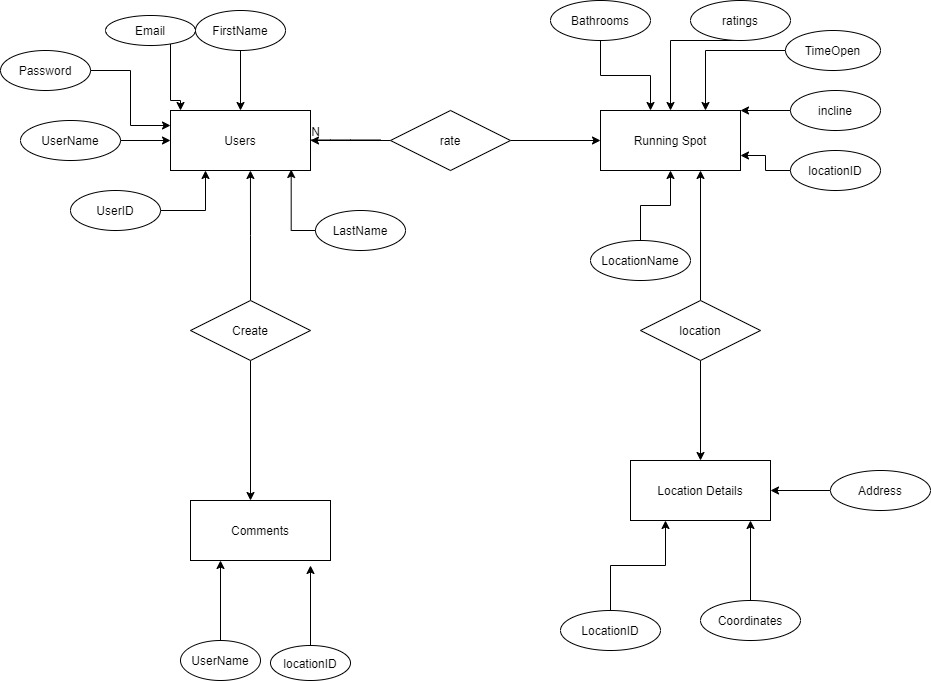 Email
FirstName
Bathrooms
ratings
TimeOpen
Password
incline
UserName
Users
N
rate
Running Spot
locationID
UserID
LastName
LocationName
Create
location
Location Details
Address
Comments
LocationID
Coordinates
UserName
locationID